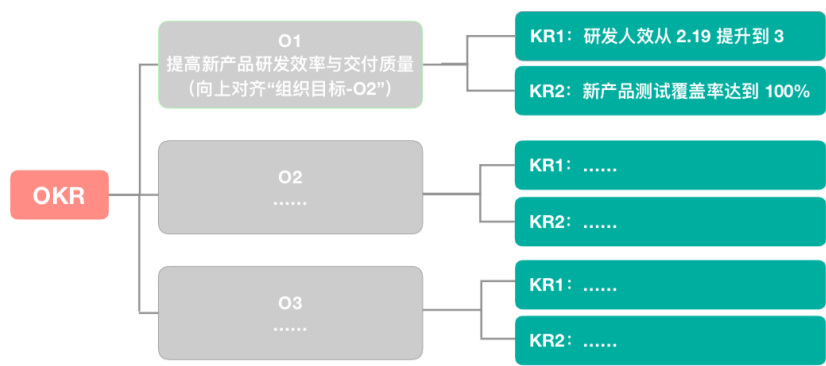 OKR
O1
提高新产品研发效率与交付质量
（向上对齐“组织目标-O2”）
KR1：研发人效从 2.19 提升到 3
KR2：新产品测试覆盖率达到 100%
O2
……
KR1：……
KR2：……
O3
……
KR1：……
KR2：……